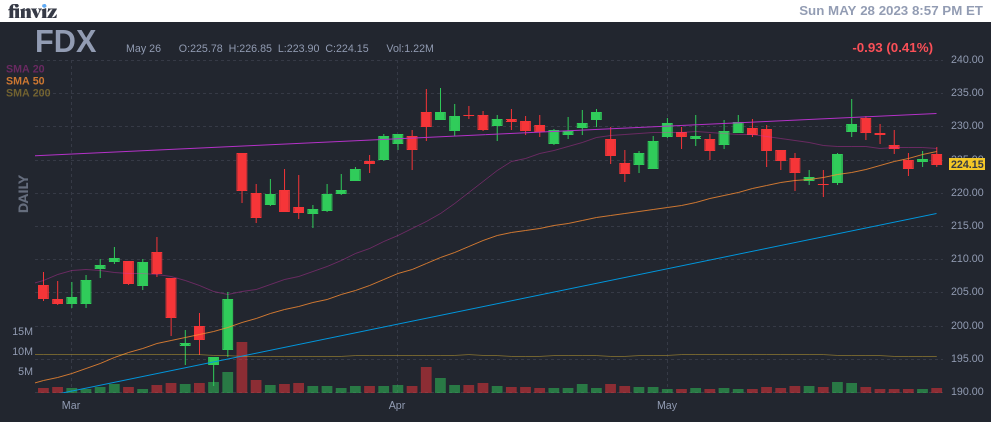 finviz
Sun MAY 28 2023 8:57 PM ET
FDX
May 26 O:225.78 H:226.85 L:223.90 C:224.15 Vol:1.22M
-0.93 (0.41%)
SMA 20
SMA 50
SMA 200
DAILY
240.00
235.00
230.00
225.00
224.15
220.00
215.00
210.00
205.00
200.00
195.00
190.00
15M
10M
5M
Mar Apr May